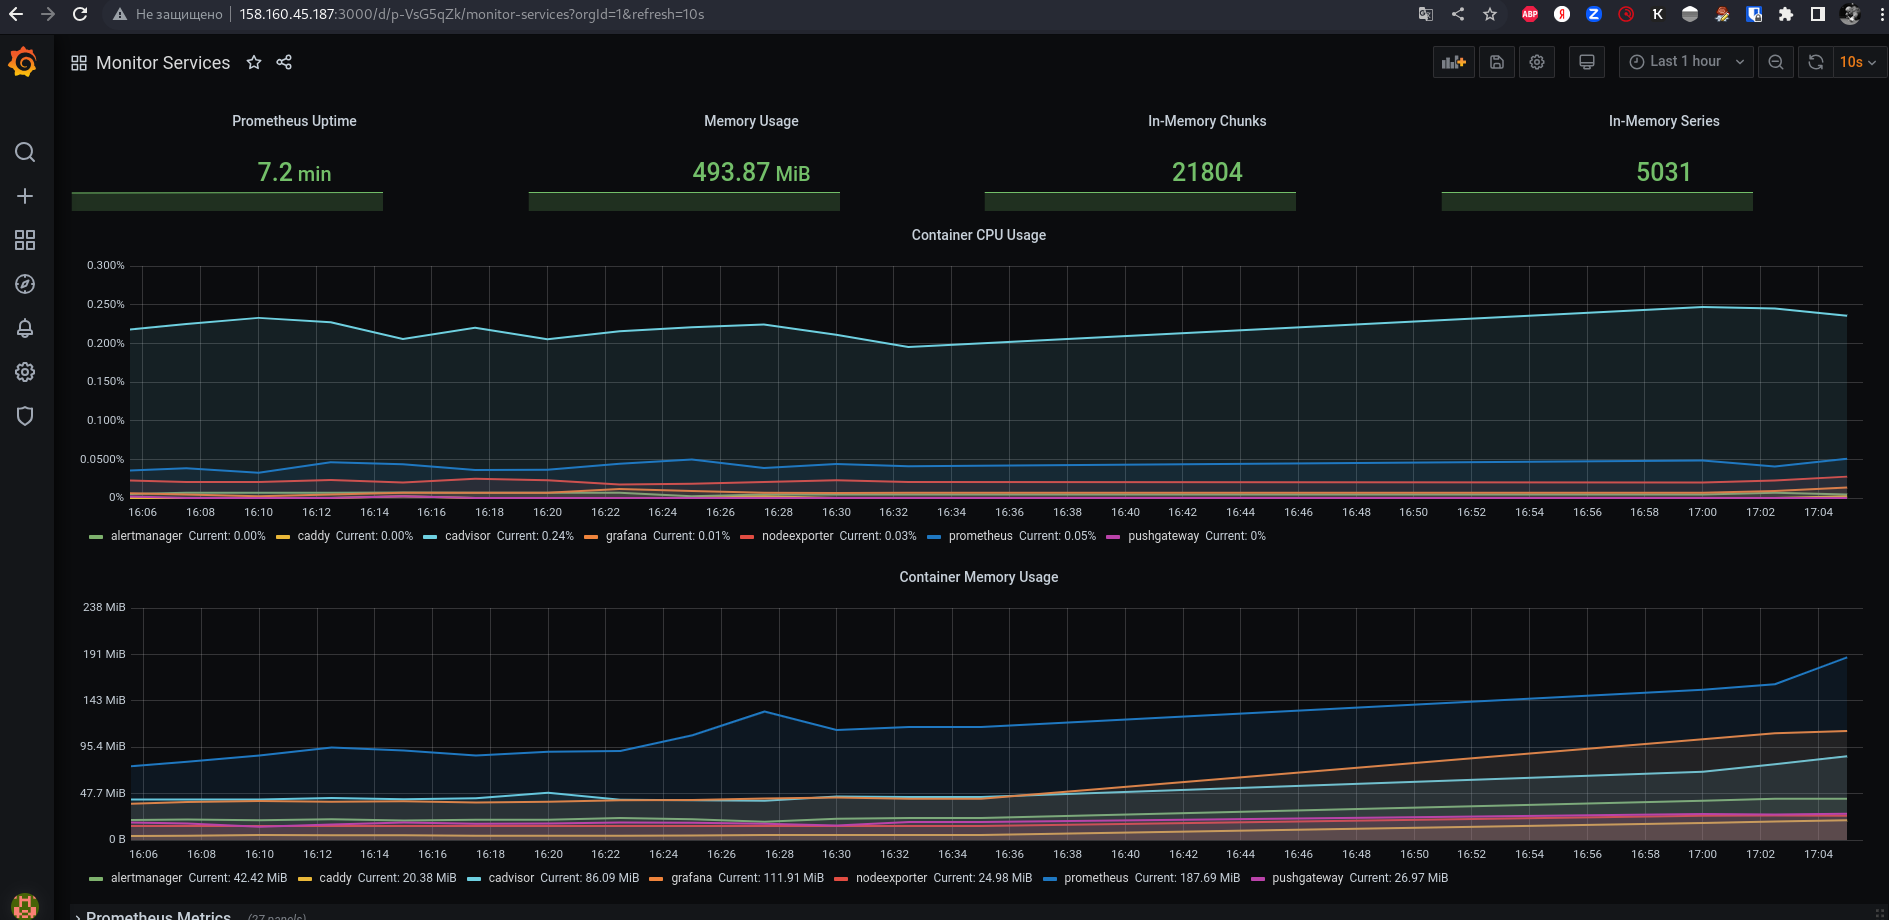 Не защищено 158.160.45.187:3000/d/p-VsG5qZk/monitor-services?orgId=1&refresh=10s
ABP Я Z K
Monitor Services Last 1 hour 10s
Prometheus Uptime Memory Usage In-Memory Chunks In-Memory Series
7.2 min 493.87 MiB 21804 5031
Container CPU Usage
0.300%
0.250%
0.200%
0.150%
0.100%
0.0500%
0%
16:06 16:08 16:10 16:12 16:14 16:16 16:18 16:20 16:22 16:24 16:26 16:28 16:30 16:32 16:34 16:36 16:38 16:40 16:42 16:44 16:46 16:48 16:50 16:52 16:54 16:56 16:58 17:00 17:02 17:04
alertmanager Current: 0.00% caddy Current: 0.00% cadvisor Current: 0.24% grafana Current: 0.01% nodeexporter Current: 0.03% prometheus Current: 0.05% pushgateway Current: 0%
Container Memory Usage
238 MiB
191 MiB
143 MiB
95.4 MiB
47.7 MiB
0 B
16:06 16:08 16:10 16:12 16:14 16:16 16:18 16:20 16:22 16:24 16:26 16:28 16:30 16:32 16:34 16:36 16:38 16:40 16:42 16:44 16:46 16:48 16:50 16:52 16:54 16:56 16:58 17:00 17:02 17:04
alertmanager Current: 42.42 MiB caddy Current: 20.38 MiB cadvisor Current: 86.09 MiB grafana Current: 111.91 MiB nodeexporter Current: 24.98 MiB prometheus Current: 187.69 MiB pushgateway Current: 26.97 MiB
Prometheus Metrics (27 panels)